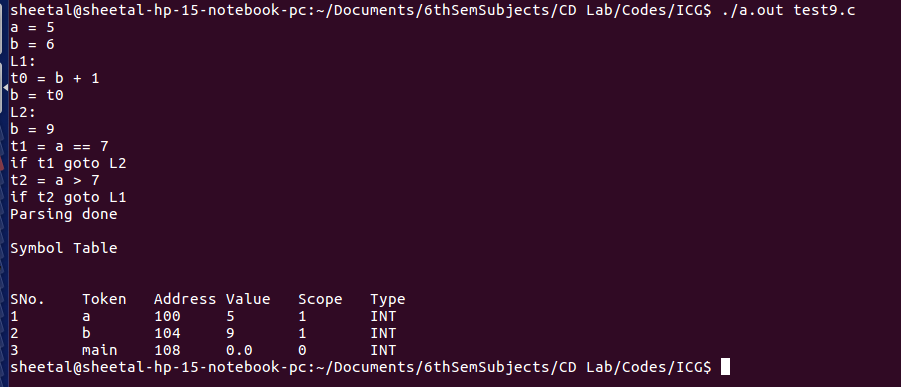 sheetal@sheetal-hp-15-notebook-pc:~/Documents/6thSemSubjects/CD Lab/Codes/ICG$ ./a.out test9.c
a = 5
b = 6
L1:
t0 = b + 1
b = t0
L2:
b = 9
t1 = a == 7
if t1 goto L2
t2 = a > 7
if t2 goto L1
Parsing done
Symbol Table
SNo. Token Address Value Scope Type
1 a 100 5 1 INT
2 b 104 9 1 INT
3 main 108 0.0 0 INT
sheetal@sheetal-hp-15-notebook-pc:~/Documents/6thSemSubjects/CD Lab/Codes/ICG$